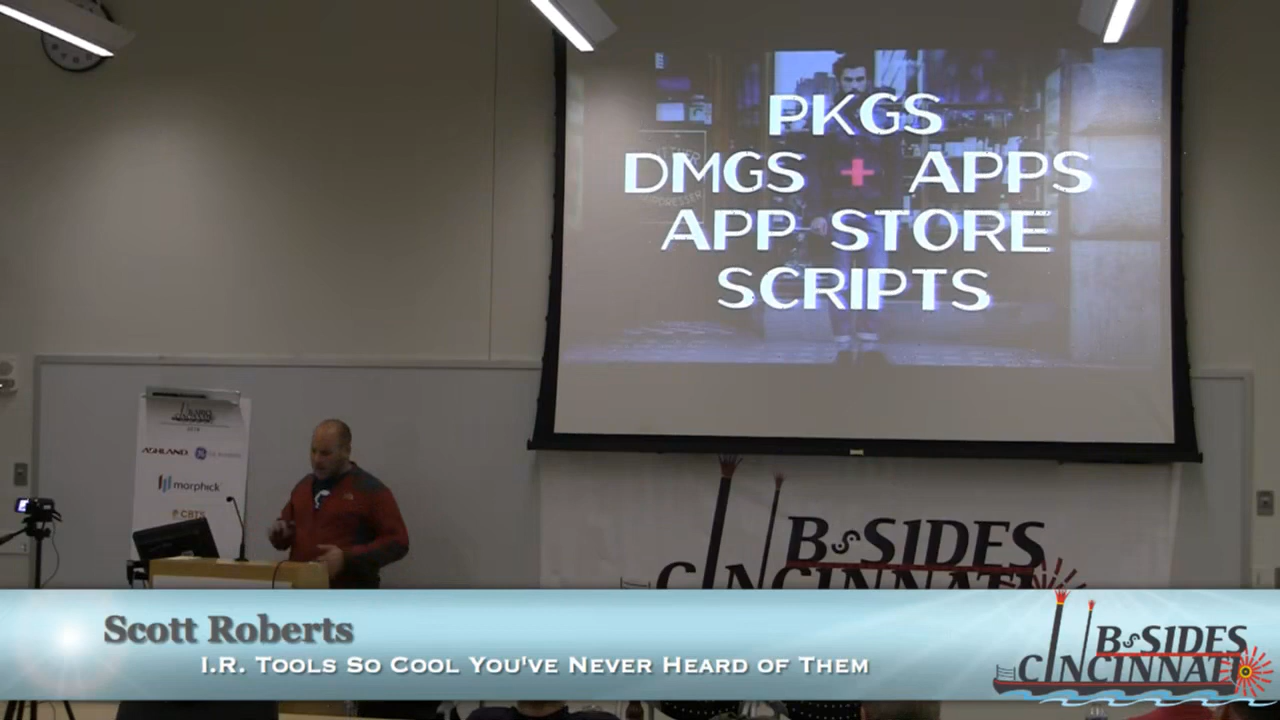 PKGS
DMGS + APPS
APP STORE
SCRIPTS
ASHLAND
morphick
CBTS
B-SIDES
CINCINNATI
Scott Roberts
I.R. Tools So Cool You've Never Heard of Them
B-SIDES
CINCINNATI